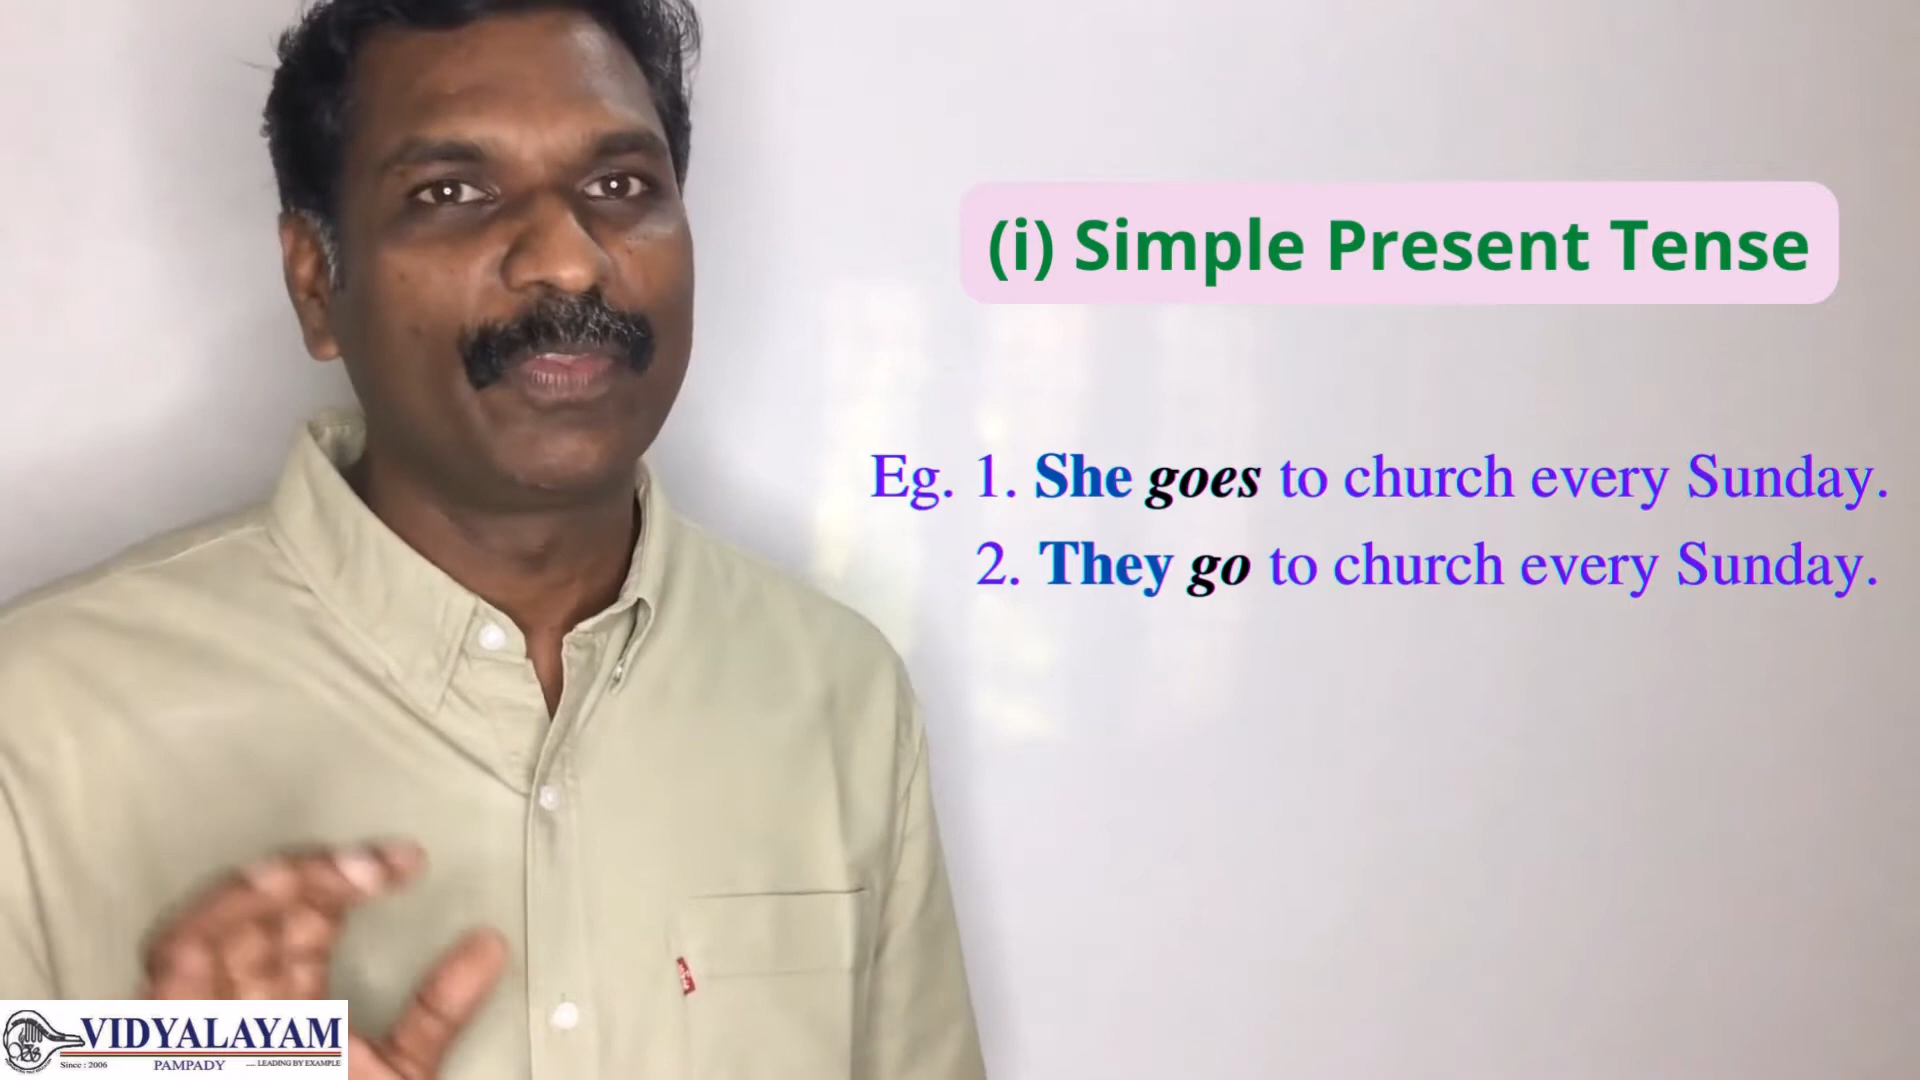 (i) Simple Present Tense
Eg. 1. She goes to church every Sunday.
2. They go to church every Sunday.
VIDYALAYAM
Since : 2006 PAMPADY .... LEADING BY EXAMPLE